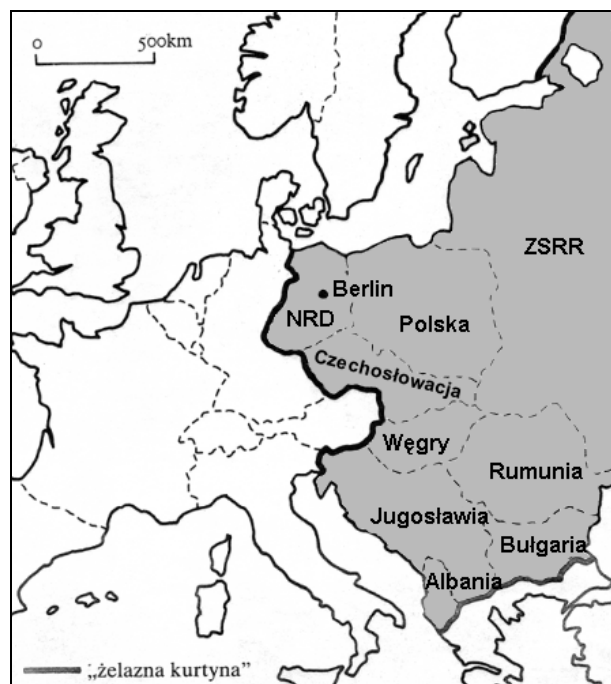 0 500km
ZSRR
Berlin
NRD
Polska
Czechosłowacja
Węgry
Rumunia
Jugosławia
Bułgaria
Albania
„żelazna kurtyna”